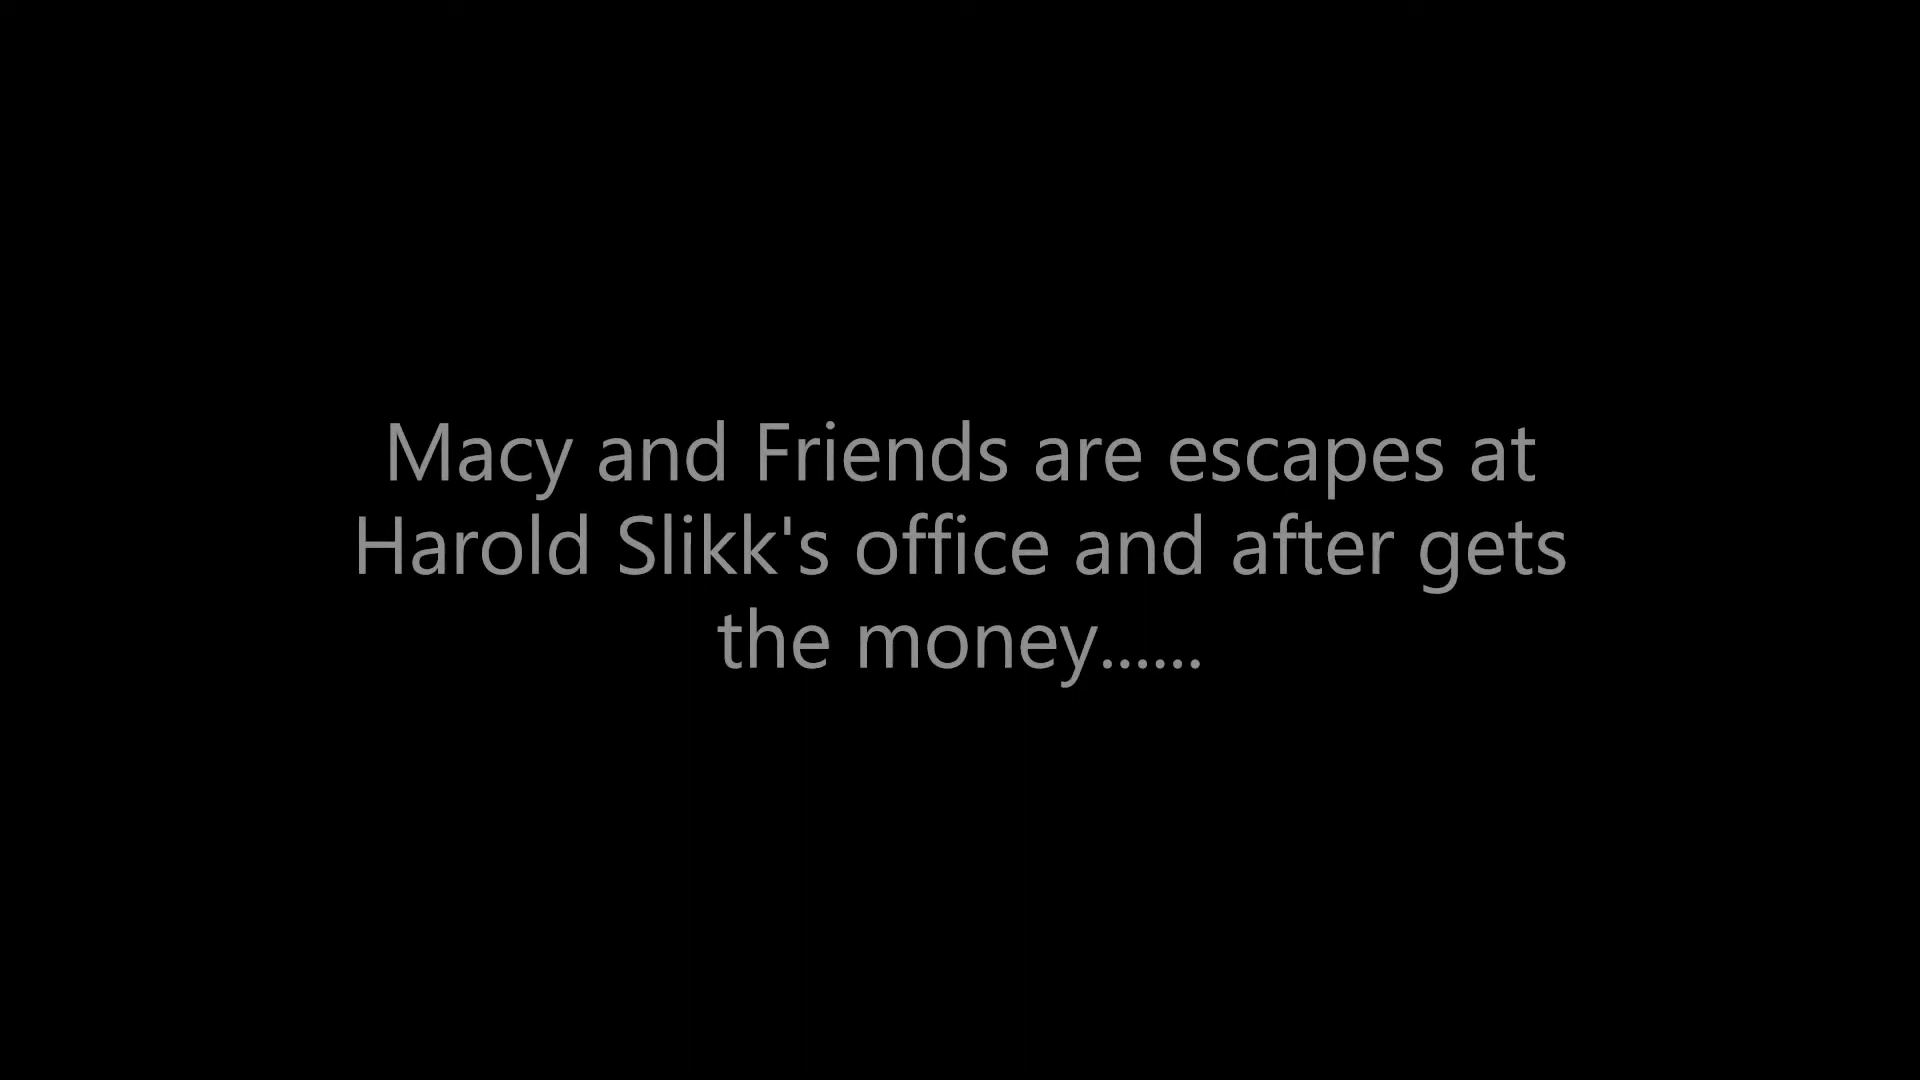 Macy and Friends are escapes at
Harold Slikk's office and after gets
the money......